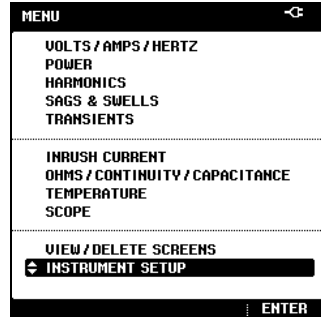 MENU
VOLTS/AMPS/HERTZ
POWER
HARMONICS
SAGS & SWELLS
TRANSIENTS
INRUSH CURRENT
OHMS/CONTINUITY/CAPACITANCE
TEMPERATURE
SCOPE
VIEW/DELETE SCREENS
INSTRUMENT SETUP
ENTER